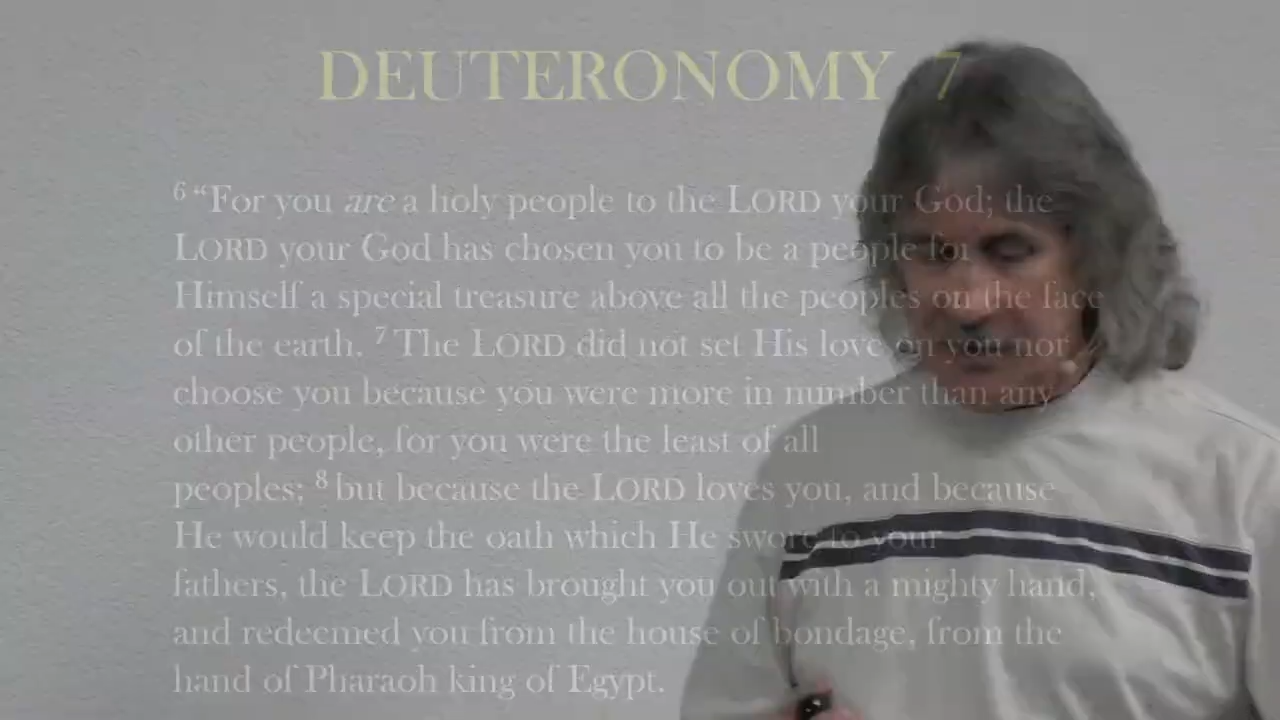 DEUTERONOMY 7
6 “For you are a holy people to the LORD your God; the
LORD your God has chosen you to be a people for
Himself a special treasure above all the peoples on the face
of the earth. 7 The LORD did not set His love on you nor
choose you because you were more in number than any
other people, for you were the least of all
peoples; 8 but because the LORD loves you, and because
He would keep the oath which He swore to your
fathers, the LORD has brought you out with a mighty hand,
and redeemed you from the house of bondage, from the
hand of Pharaoh king of Egypt.